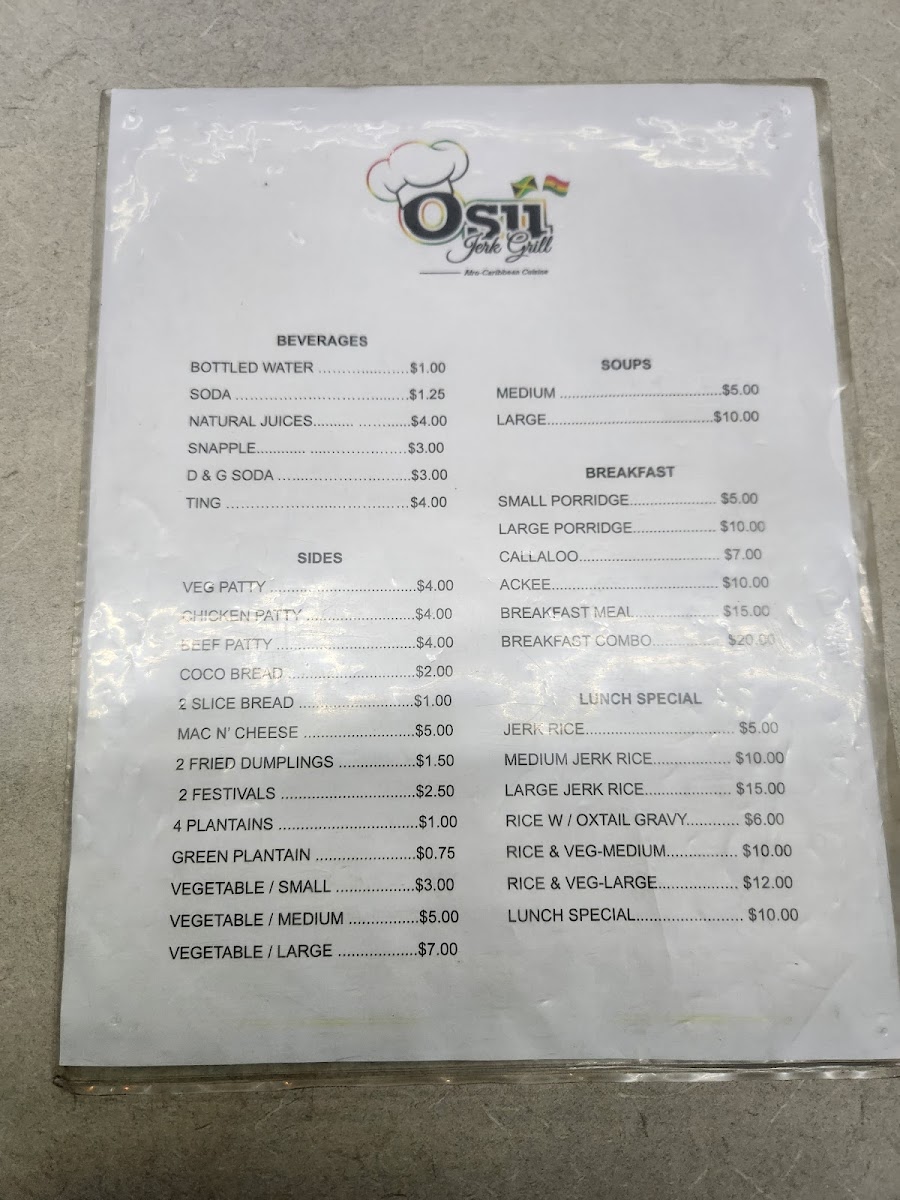 Osu
Jerk Grill
Afro-Caribbean Cuisine
BEVERAGES
BOTTLED WATER ....................$1.00
SODA ......................................$1.25
NATURAL JUICES......... ............$4.00
SNAPPLE........... .....................$3.00
D & G SODA .............................$3.00
TING ........................................$4.00
SIDES
VEG PATTY ................................$4.00
CHICKEN PATTY ........................$4.00
BEEF PATTY ...............................$4.00
COCO BREAD ............................$2.00
2 SLICE BREAD .........................$1.00
MAC N' CHEESE ........................$5.00
2 FRIED DUMPLINGS .................$1.50
2 FESTIVALS .............................$2.50
4 PLANTAINS ..............................$1.00
GREEN PLANTAIN ......................$0.75
VEGETABLE / SMALL .................$3.00
VEGETABLE / MEDIUM ...............$5.00
VEGETABLE / LARGE ..................$7.00
SOUPS
MEDIUM ....................................$5.00
LARGE.....................................$10.00
BREAKFAST
SMALL PORRIDGE.................... $5.00
LARGE PORRIDGE................... $10.00
CALLALOO................................ $7.00
ACKEE...................................... $10.00
BREAKFAST MEAL.................... $15.00
BREAKFAST COMBO................ $20.00
LUNCH SPECIAL
JERK RICE.................................. $5.00
MEDIUM JERK RICE.................. $10.00
LARGE JERK RICE.................... $15.00
RICE W / OXTAIL GRAVY............ $6.00
RICE & VEG-MEDIUM................ $10.00
RICE & VEG-LARGE.................. $12.00
LUNCH SPECIAL........................ $10.00